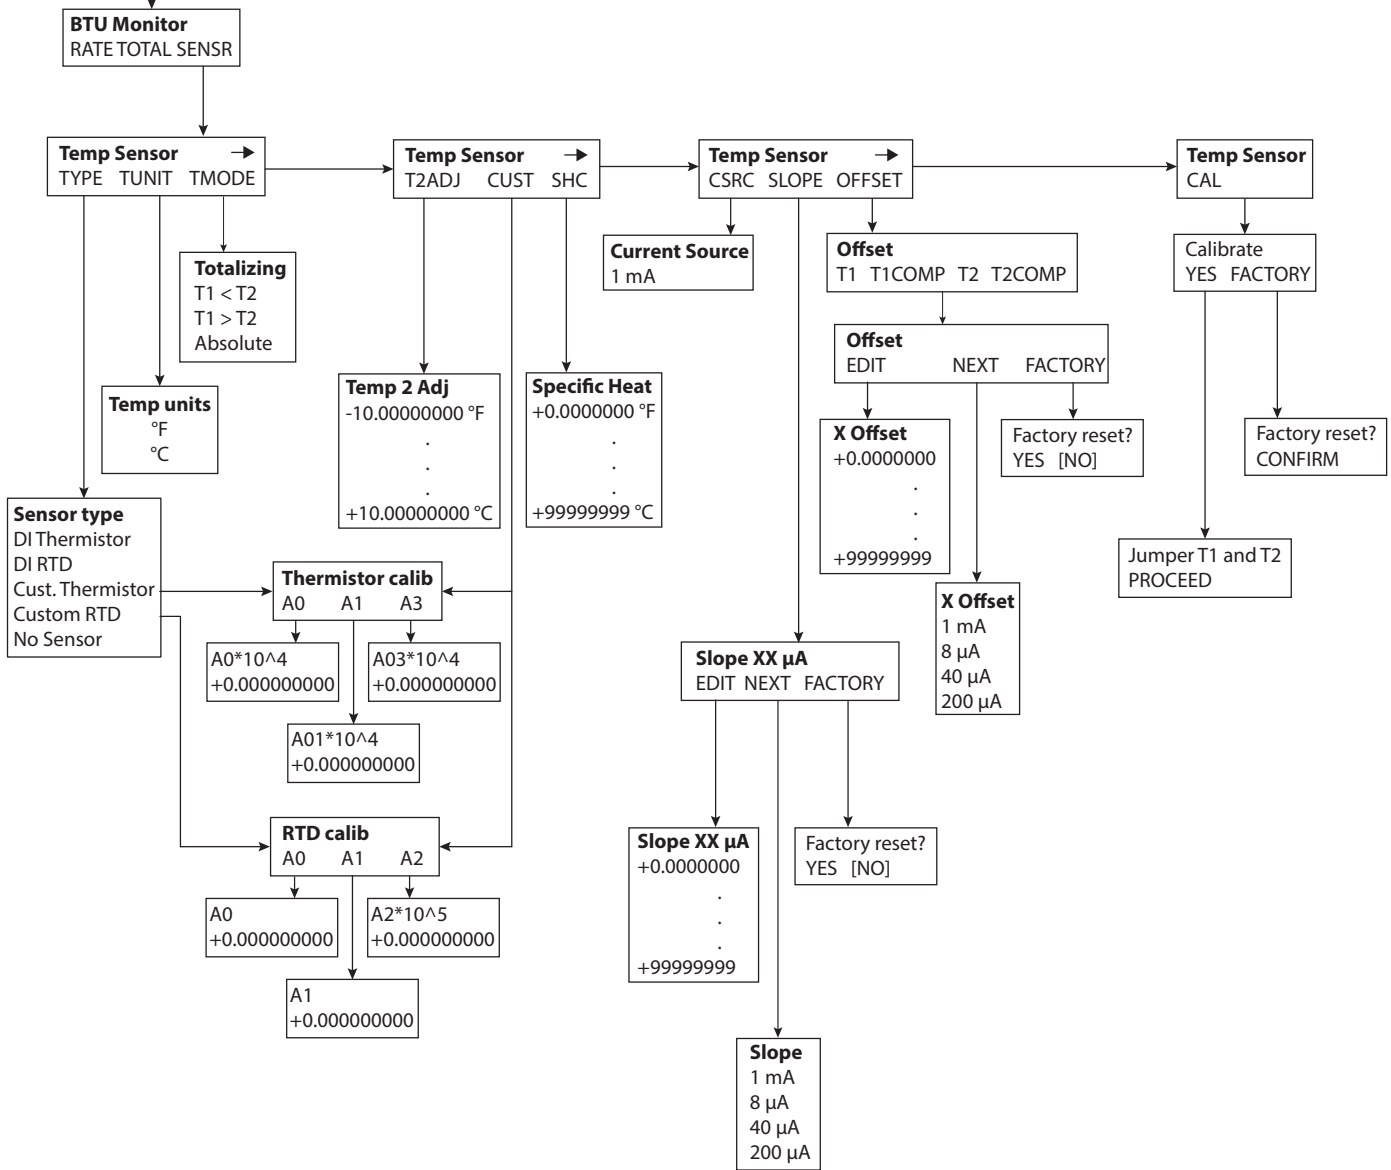 BTU Monitor
RATE TOTAL SENSR
Temp Sensor
TYPE TUNIT TMODE
Temp Sensor
T2ADJ CUST SHC
Temp Sensor
CSRC SLOPE OFFSET
Temp Sensor
CAL
Totalizing
T1 < T2
T1 > T2
Absolute
Temp units
°F
°C
Sensor type
DI Thermistor
DI RTD
Cust. Thermistor
Custom RTD
No Sensor
Temp 2 Adj
-10.00000000 °F
.
.
.
+10.00000000 °C
Specific Heat
+0.0000000 °F
.
.
.
+99999999 °C
Thermistor calib
A0 A1 A3
A0*10^4
+0.000000000
A03*10^4
+0.000000000
A01*10^4
+0.000000000
RTD calib
A0 A1 A2
A0
+0.000000000
A2*10^5
+0.000000000
A1
+0.000000000
Current Source
1 mA
Slope XX µA
EDIT NEXT FACTORY
Slope XX µA
+0.0000000
.
.
.
+99999999
Factory reset?
YES [NO]
Slope
1 mA
8 µA
40 µA
200 µA
Offset
T1 T1COMP T2 T2COMP
Offset
EDIT NEXT FACTORY
X Offset
+0.0000000
.
.
.
+99999999
X Offset
1 mA
8 µA
40 µA
200 µA
Factory reset?
YES [NO]
Calibrate
YES FACTORY
Factory reset?
CONFIRM
Jumper T1 and T2
PROCEED